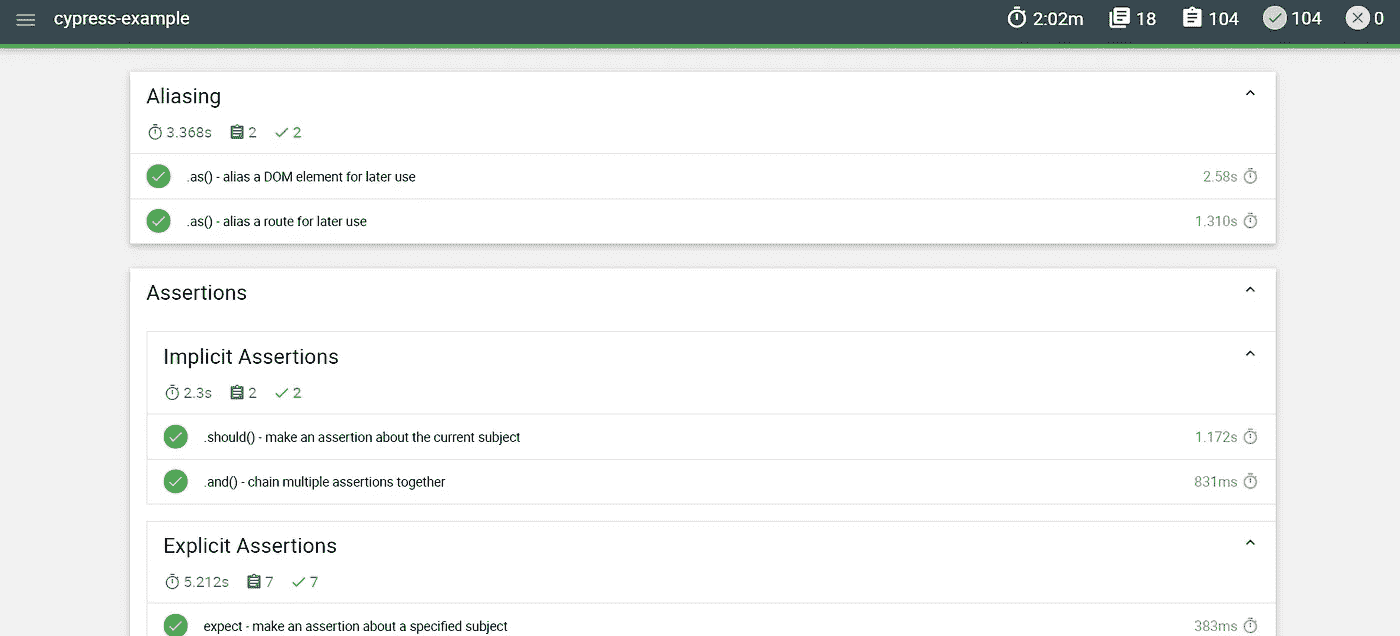 cypress-example 2:02m 18 104 104 0
Aliasing
3.368s 2 2
.as() - alias a DOM element for later use 2.58s
.as() - alias a route for later use 1.310s
Assertions
Implicit Assertions
2.3s 2 2
.should() - make an assertion about the current subject 1.172s
.and() - chain multiple assertions together 831ms
Explicit Assertions
5.212s 7 7
expect - make an assertion about a specified subject 383ms